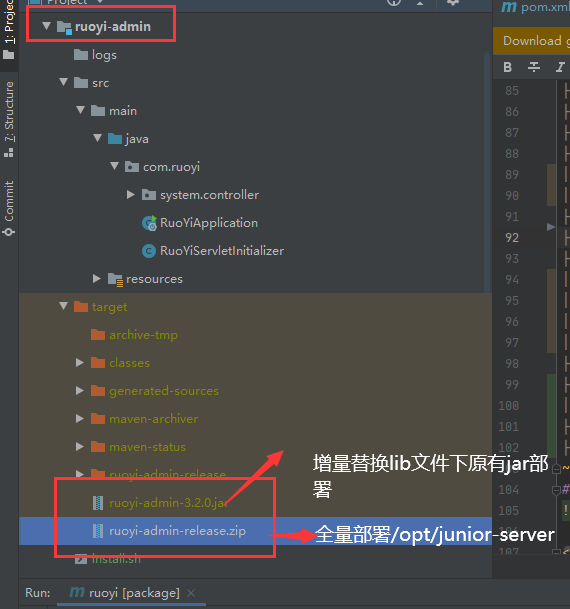 1: Project
7: Structure
Commit
ruoyi-admin
logs
src
main
java
com.ruoyi
system.controller
RuoYiApplication
RuoYiServletInitializer
resources
target
archive-tmp
classes
generated-sources
maven-archiver
maven-status
ruoyi-admin-release
ruoyi-admin-3.2.0.jar
ruoyi-admin-release.zip
install.sh
增量替换lib文件下原有jar部
署
全量部署/opt/junior-server
pom.xml
Download
B I
85
86
87
88
89
90
91
92
93
94
95
96
97
98
99
100
101
102
103
104
105
106
107
Run: ruoyi [package]